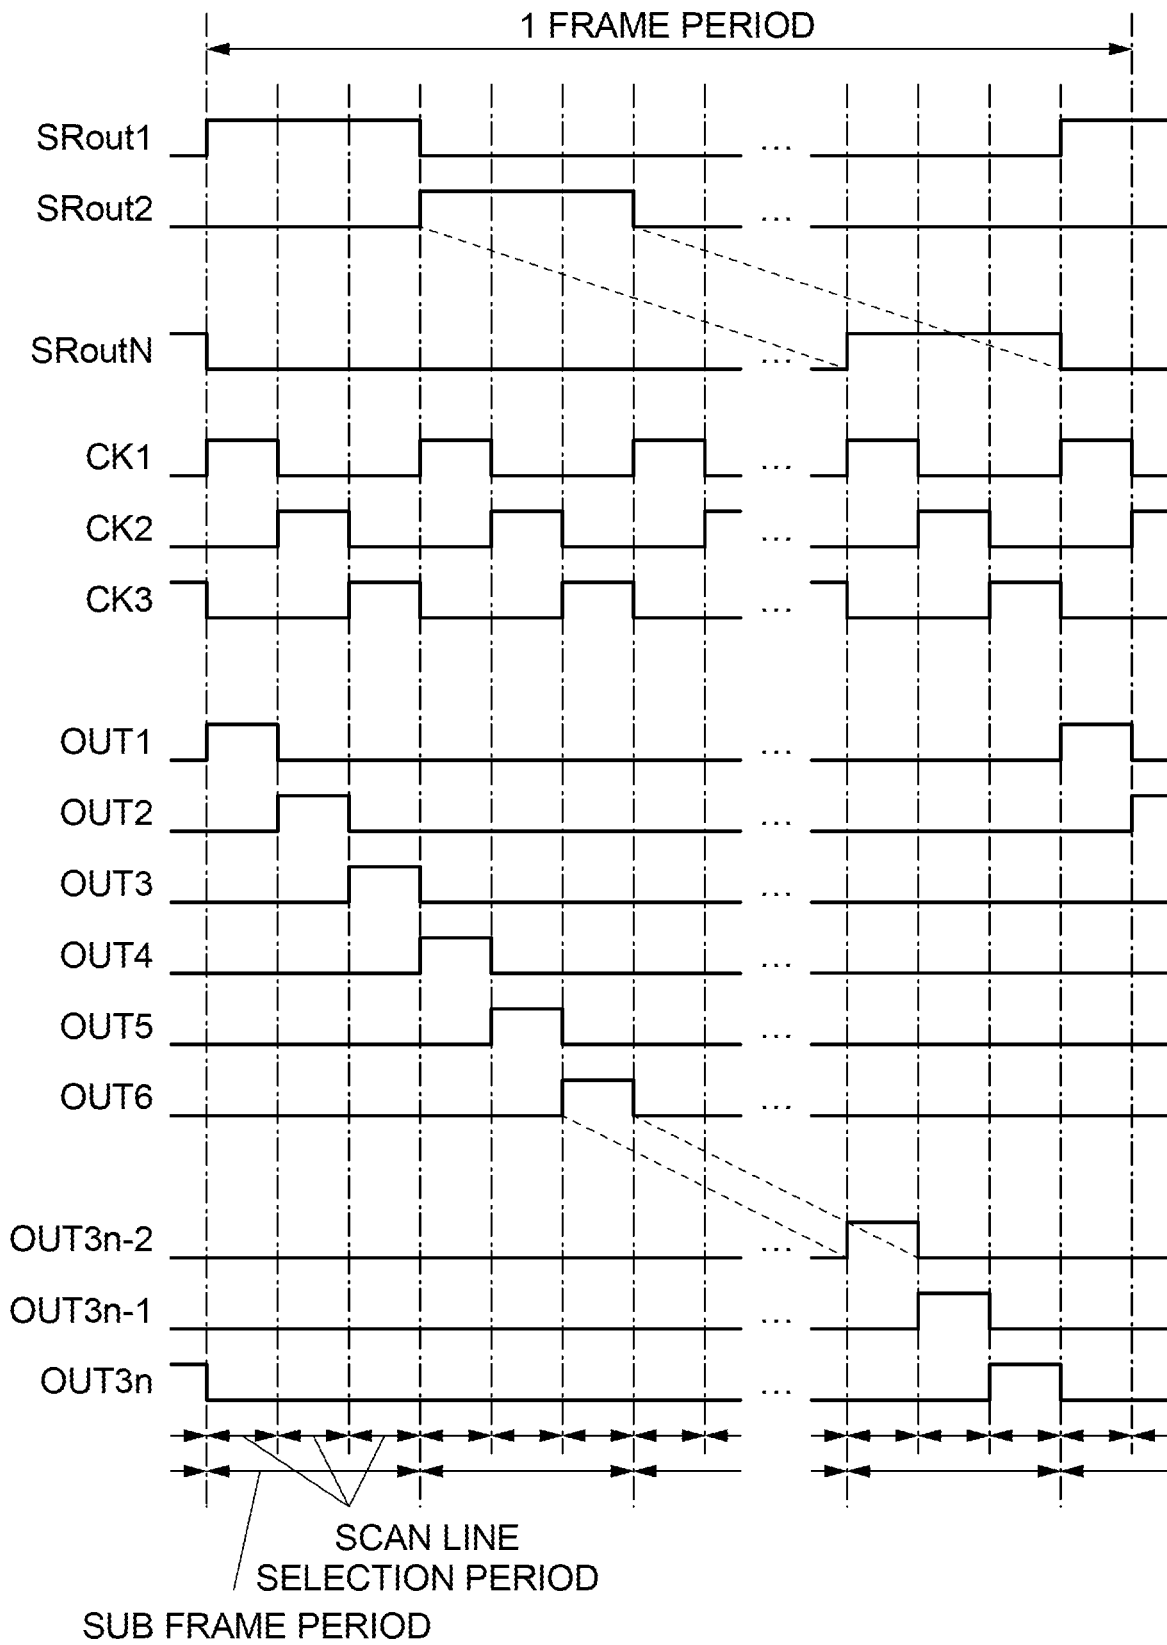 1 FRAME PERIOD
SRout1
...
SRout2
...
SRoutN
...
CK1
...
CK2
...
CK3
...
OUT1
...
OUT2
...
OUT3
...
OUT4
...
OUT5
...
OUT6
...
OUT3n-2
...
OUT3n-1
...
OUT3n
...
SCAN LINE
SELECTION PERIOD
SUB FRAME PERIOD